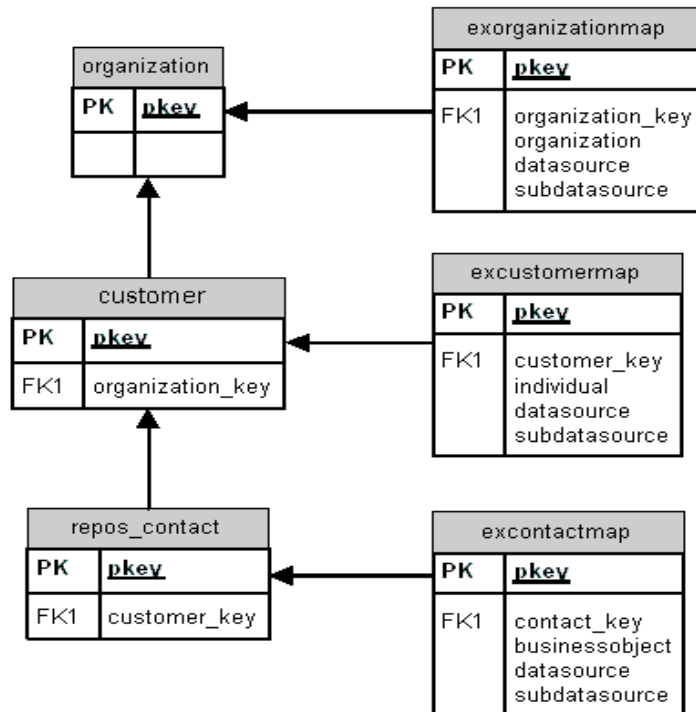 organization
PK pkey
exorganizationmap
PK pkey
FK1 organization_key
organization
datasource
subdatasource
customer
PK pkey
FK1 organization_key
excustomermap
PK pkey
FK1 customer_key
individual
datasource
subdatasource
repos_contact
PK pkey
FK1 customer_key
excontactmap
PK pkey
FK1 contact_key
businessobject
datasource
subdatasource